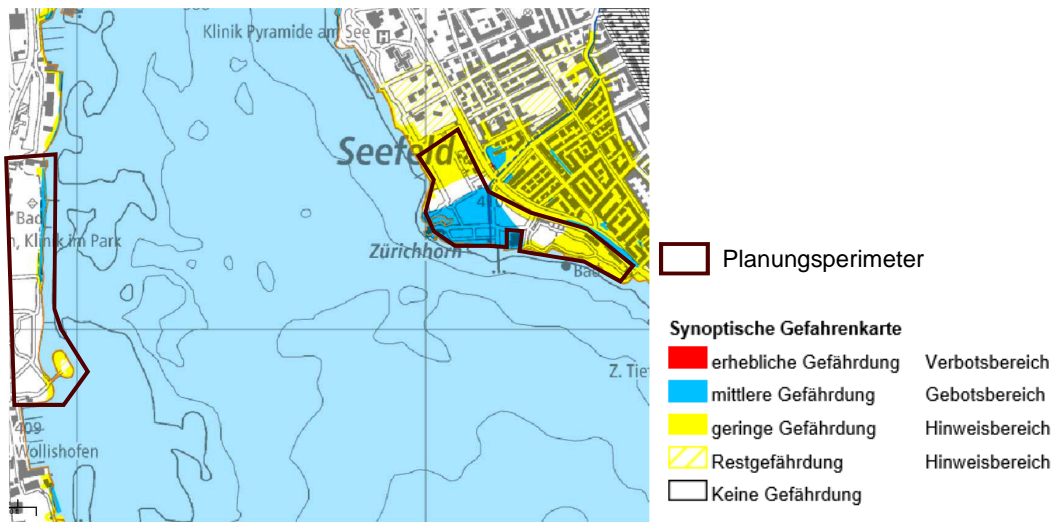 Klinik Pyramide am See
H
Seefeld
Zürichhorn
Bad
Bad
n, Klinik im Park
Z. Tie
409
Wollishofen
Planungsperimeter
Synoptische Gefahrenkarte
erhebliche Gefährdung Verbotsbereich
mittlere Gefährdung Gebotsbereich
geringe Gefährdung Hinweisbereich
Restgefährdung Hinweisbereich
Keine Gefährdung